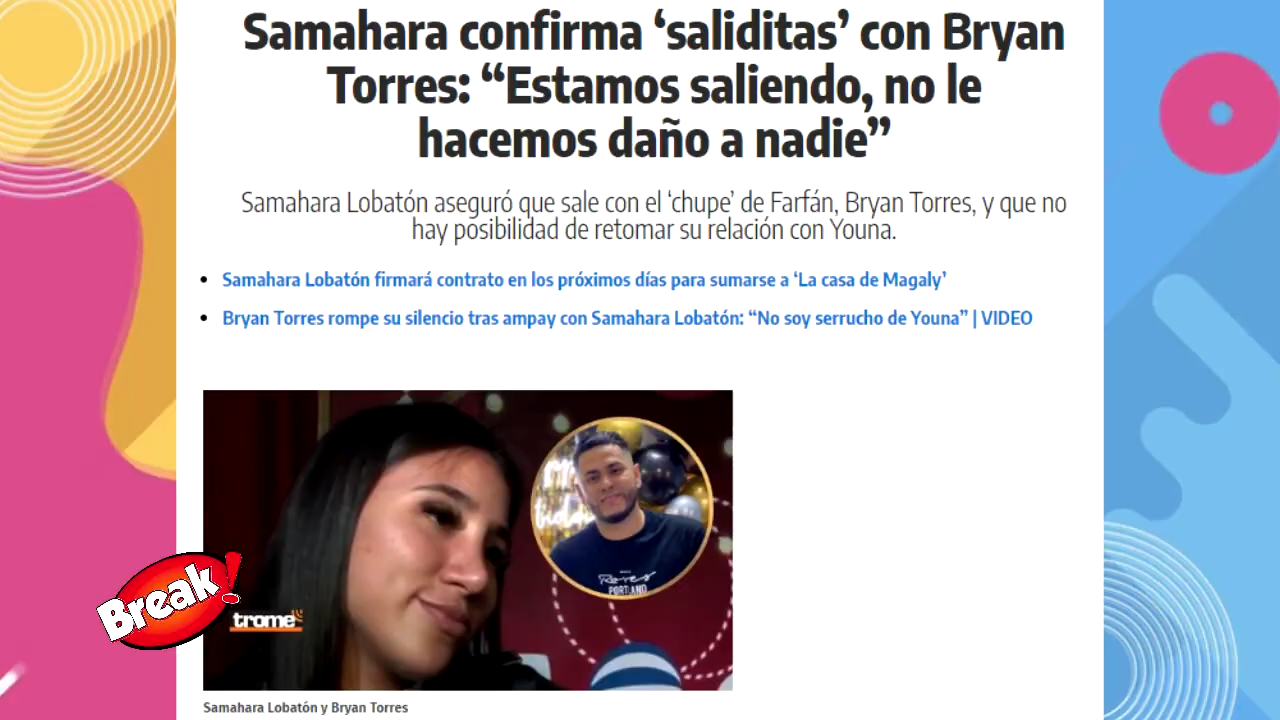 Samahara confirma ‘saliditas’ con Bryan
Torres: “Estamos saliendo, no le
hacemos daño a nadie”
Samahara Lobatón aseguró que sale con el ‘chupe’ de Farfán, Bryan Torres, y que no
hay posibilidad de retomar su relación con Youna.
Samahara Lobatón firmará contrato en los próximos días para sumarse a ‘La casa de Magaly’
Bryan Torres rompe su silencio tras ampay con Samahara Lobatón: “No soy serrucho de Youna” | VIDEO
Break!
trome
PORTLAND
Samahara Lobatón y Bryan Torres